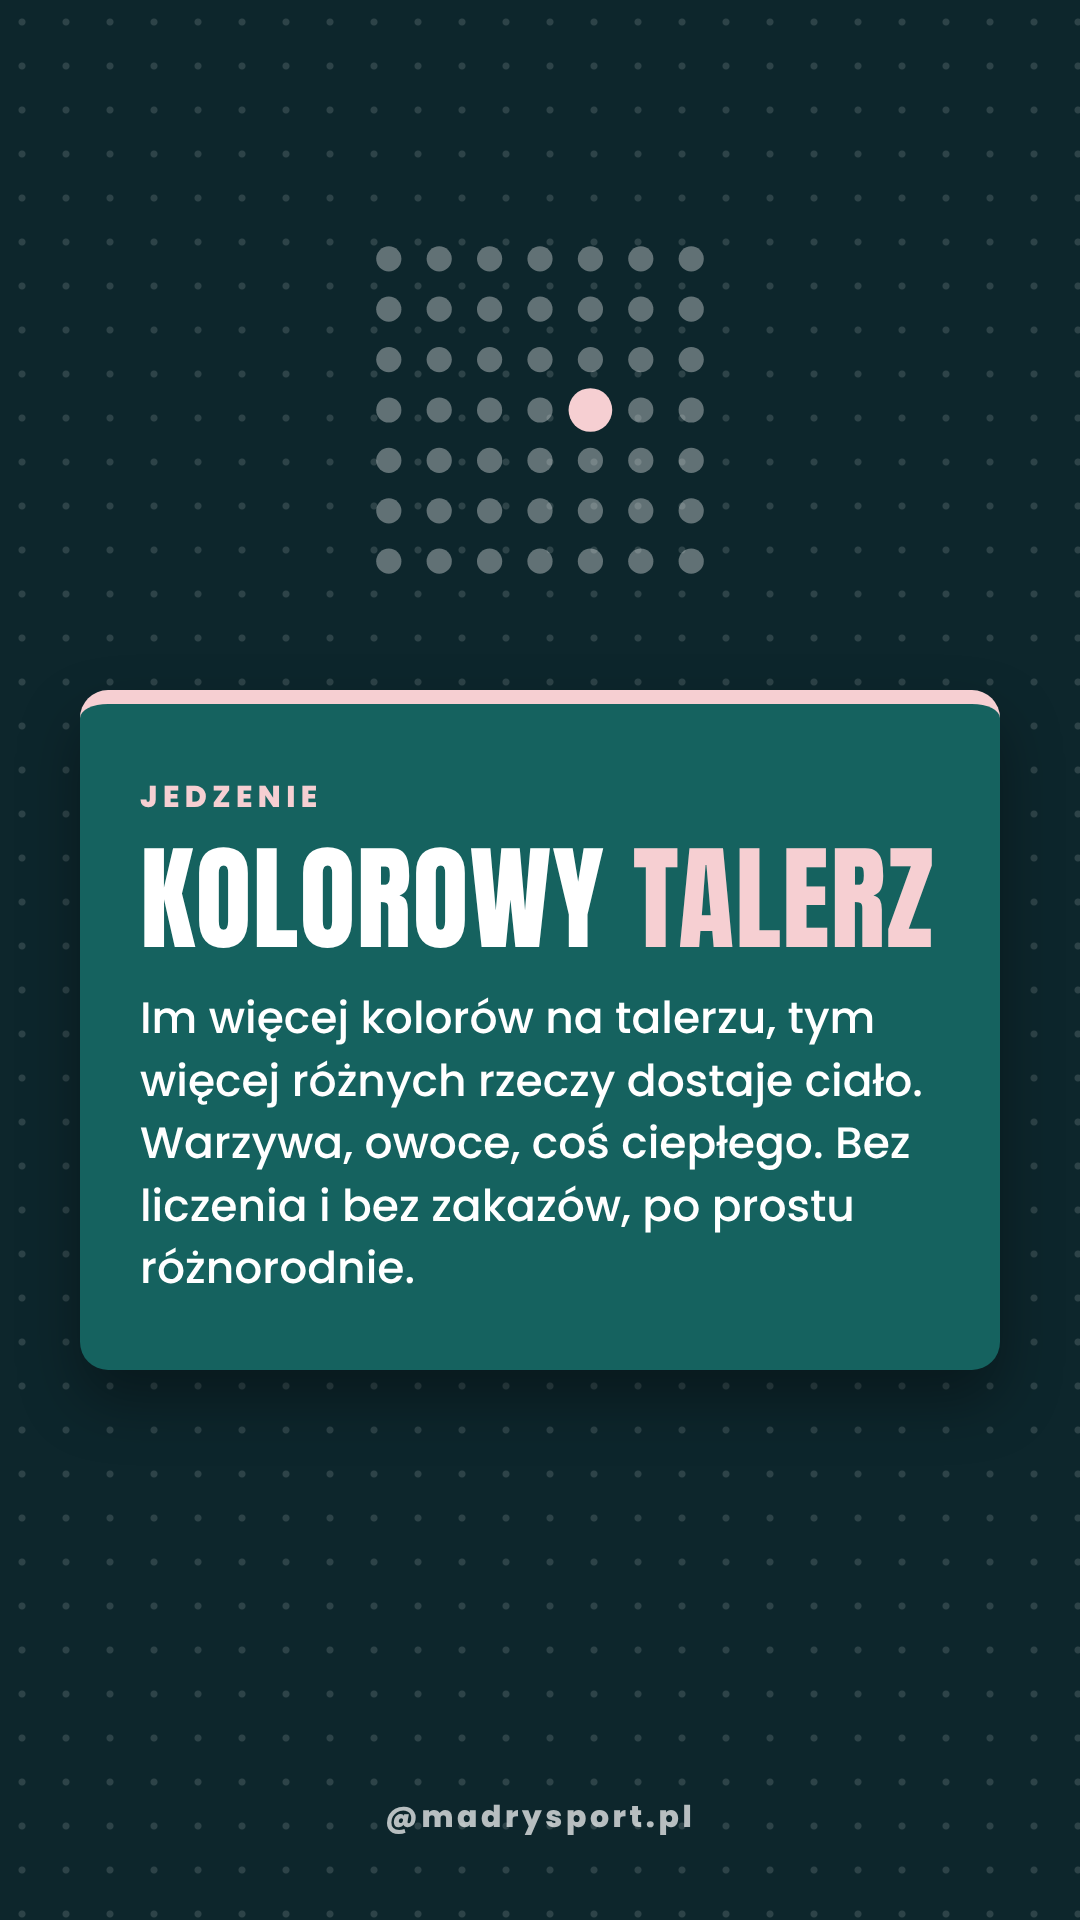 JEDZENIE
KOLOROWY TALERZ
Im więcej kolorów na talerzu, tym
więcej różnych rzeczy dostaje ciało.
Warzywa, owoce, coś ciepłego. Bez
liczenia i bez zakazów, po prostu
różnorodnie.
@madrysport.pl